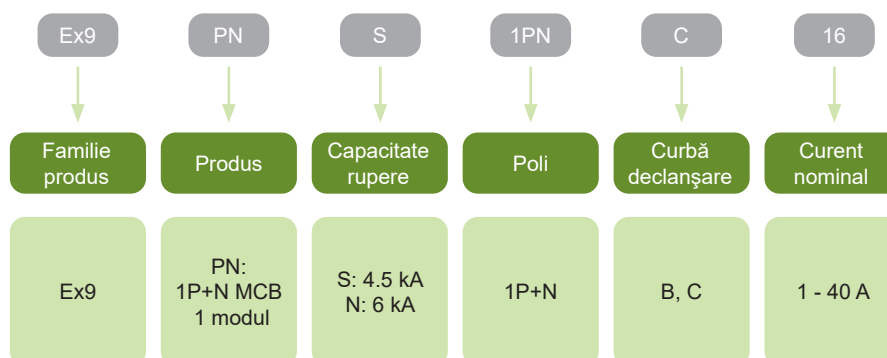 Ex9 PN S 1PN C 16
Familie
produs
Produs
Capacitate
rupere
Poli
Curbă
declanşare
Curent
nominal
Ex9
PN:
1P+N MCB
1 modul
S: 4.5 kA
N: 6 kA
1P+N
B, C
1 - 40 A